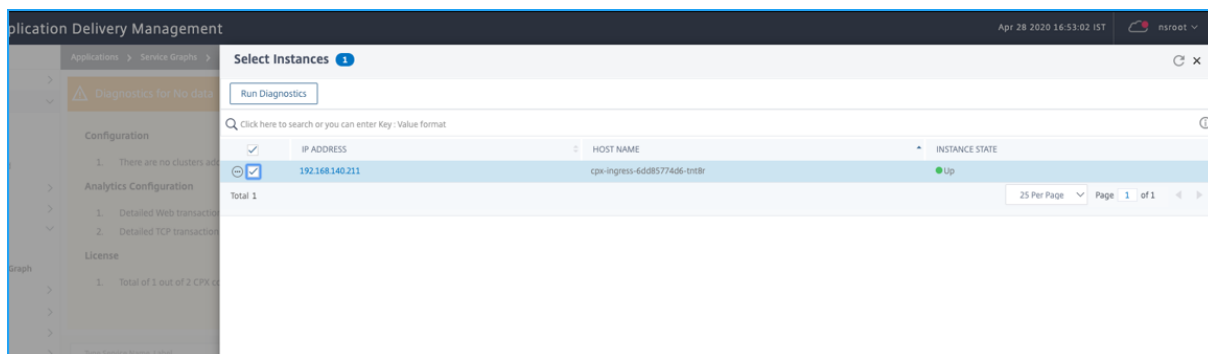 plication Delivery Management
Apr 28 2020 16:53:02 IST
nsroot
Applications > Service Graphs >
Select Instances 1
Diagnostics for No data
Run Diagnostics
Click here to search or you can enter Key : Value format
Configuration
IP ADDRESS HOST NAME INSTANCE STATE
1. There are no clusters add
192.168.140.211 cpx-ingress-6dd85774d6-tnt8r Up
Analytics Configuration
Total 1
25 Per Page Page 1 of 1
1. Detailed Web transaction
2. Detailed TCP transaction
License
Graph
1. Total of 1 out of 2 CPX co